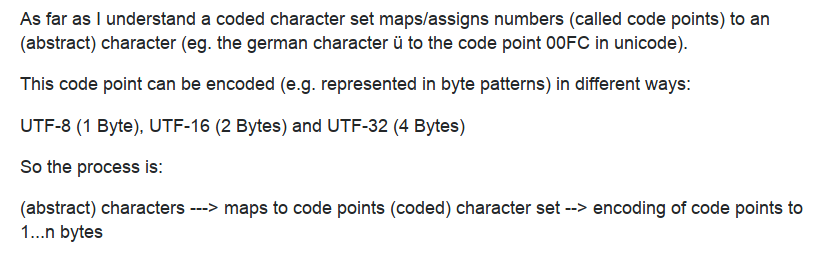 As far as I understand a coded character set maps/assigns numbers (called code points) to an
(abstract) character (eg. the german character ü to the code point 00FC in unicode).
This code point can be encoded (e.g. represented in byte patterns) in different ways:
UTF-8 (1 Byte), UTF-16 (2 Bytes) and UTF-32 (4 Bytes)
So the process is:
(abstract) characters ---> maps to code points (coded) character set --> encoding of code points to
1...n bytes